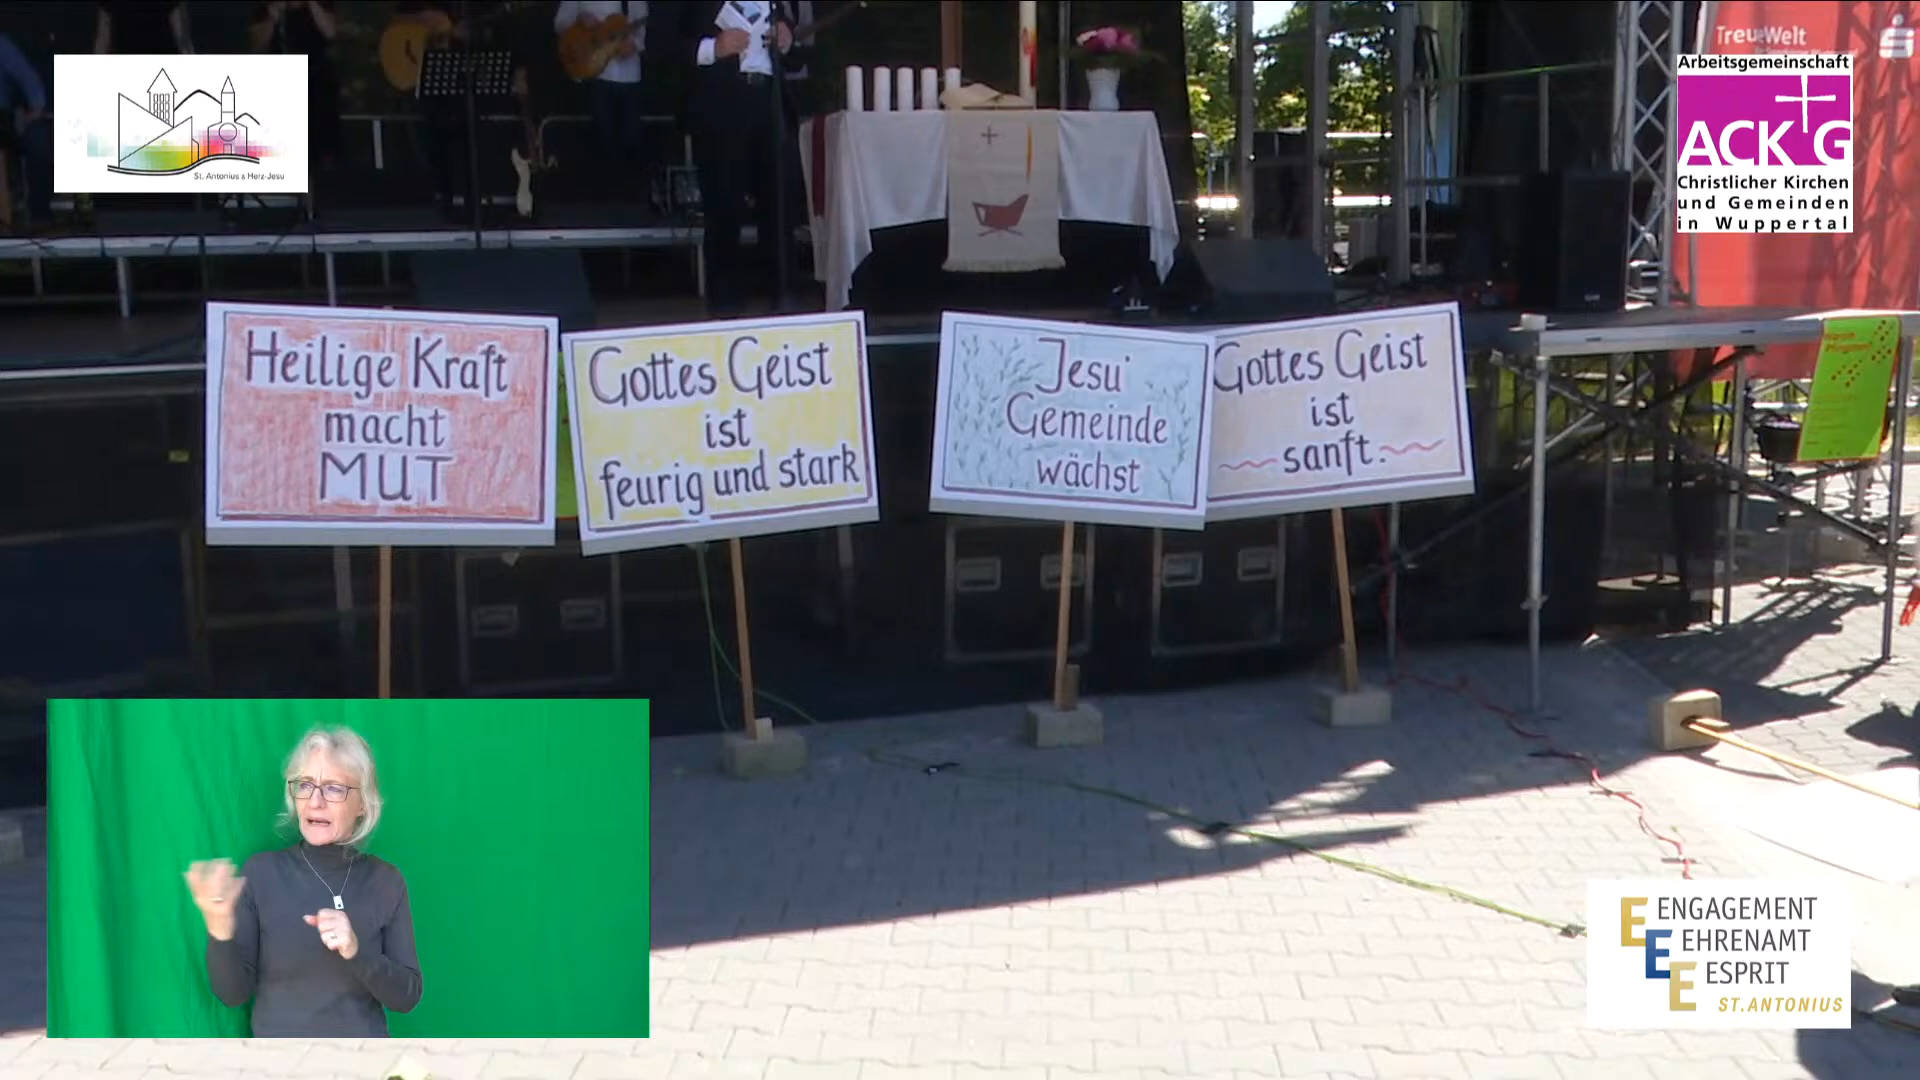 St. Antonius & Herz-Jesu
TreueWelt
Arbeitsgemeinschaft
ACK G
Christlicher Kirchen
und Gemeinden
in Wuppertal
Heilige Kraft
macht
MUT
Gottes Geist
ist
feurig und stark
Jesu'
Gemeinde
wächst
Gottes Geist
ist
sanft.
E ENGAGEMENT
E EHRENAMT
E ESPRIT
ST.ANTONIUS